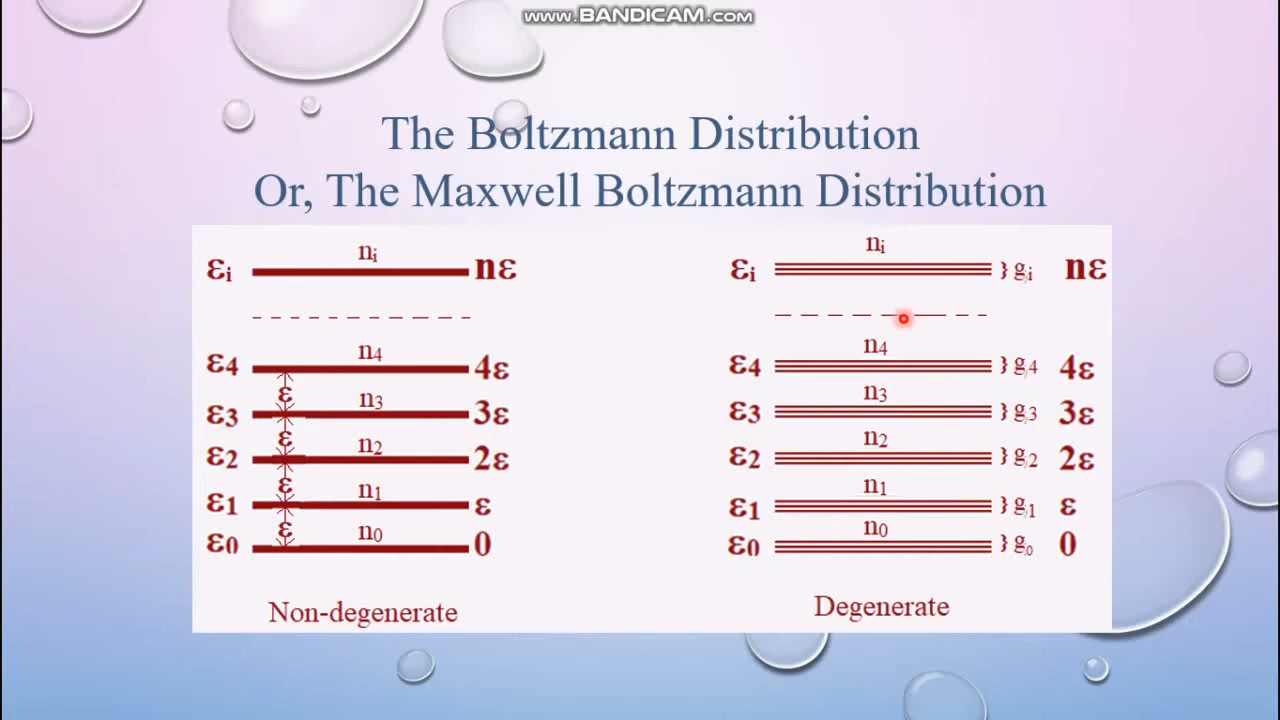 www.BANDICAM.com
The Boltzmann Distribution
Or, The Maxwell Boltzmann Distribution
εi ni nε
ε4 n4 4ε
ε
ε3 n3 3ε
ε
ε2 n2 2ε
ε
ε1 n1 ε
ε
ε0 n0 0
Non-degenerate
εi ni } gi nε
ε4 n4 } g4 4ε
ε3 n3 } g3 3ε
ε2 n2 } g2 2ε
ε1 n1 } g1 ε
ε0 n0 } g0 0
Degenerate